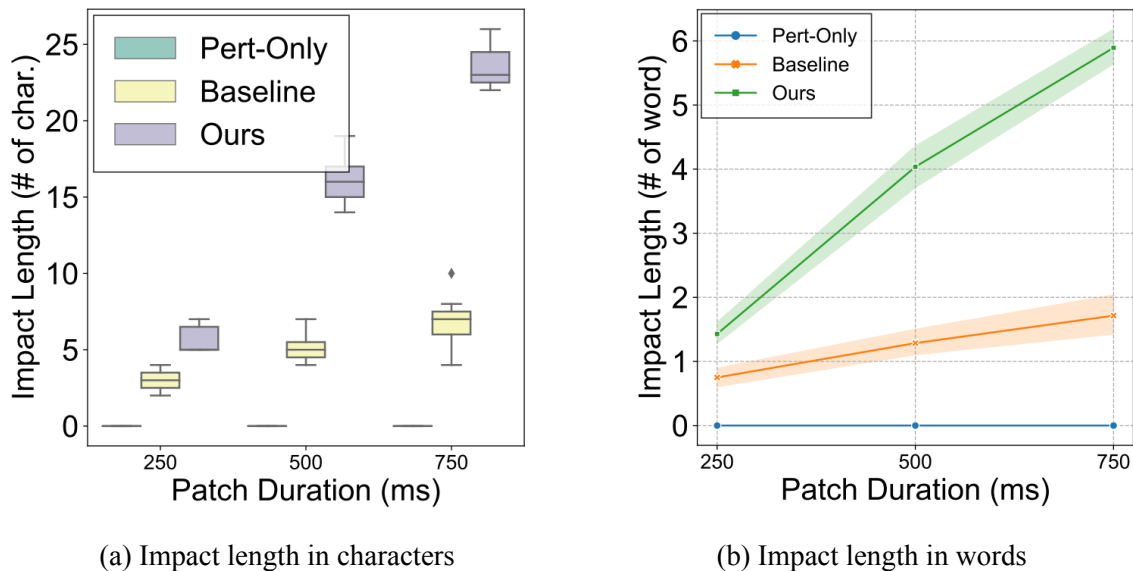 Impact Length (# of char.)
25
20
15
10
5
0
Pert-Only
Baseline
Ours
250
500
750
Patch Duration (ms)
(a) Impact length in characters
Impact Length (# of word)
6
5
4
3
2
1
0
Pert-Only
Baseline
Ours
250
500
750
Patch Duration (ms)
(b) Impact length in words